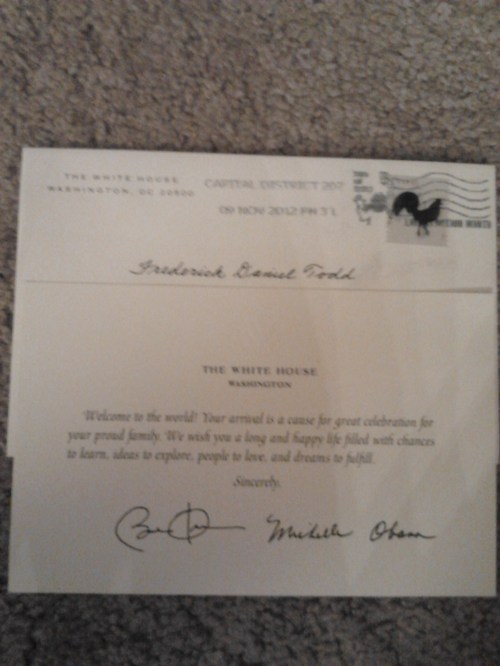 THE WHITE HOUSE
WASHINGTON, DC 20500
CAPITAL DISTRICT 207
09 NOV 2012 PM 3 L
Frederick Daniel Todd
THE WHITE HOUSE
WASHINGTON
Welcome to the world! Your arrival is a cause for great celebration for
your proud family. We wish you a long and happy life filled with chances
to learn, ideas to explore, people to love, and dreams to fulfill.
Sincerely,
Michelle Obama